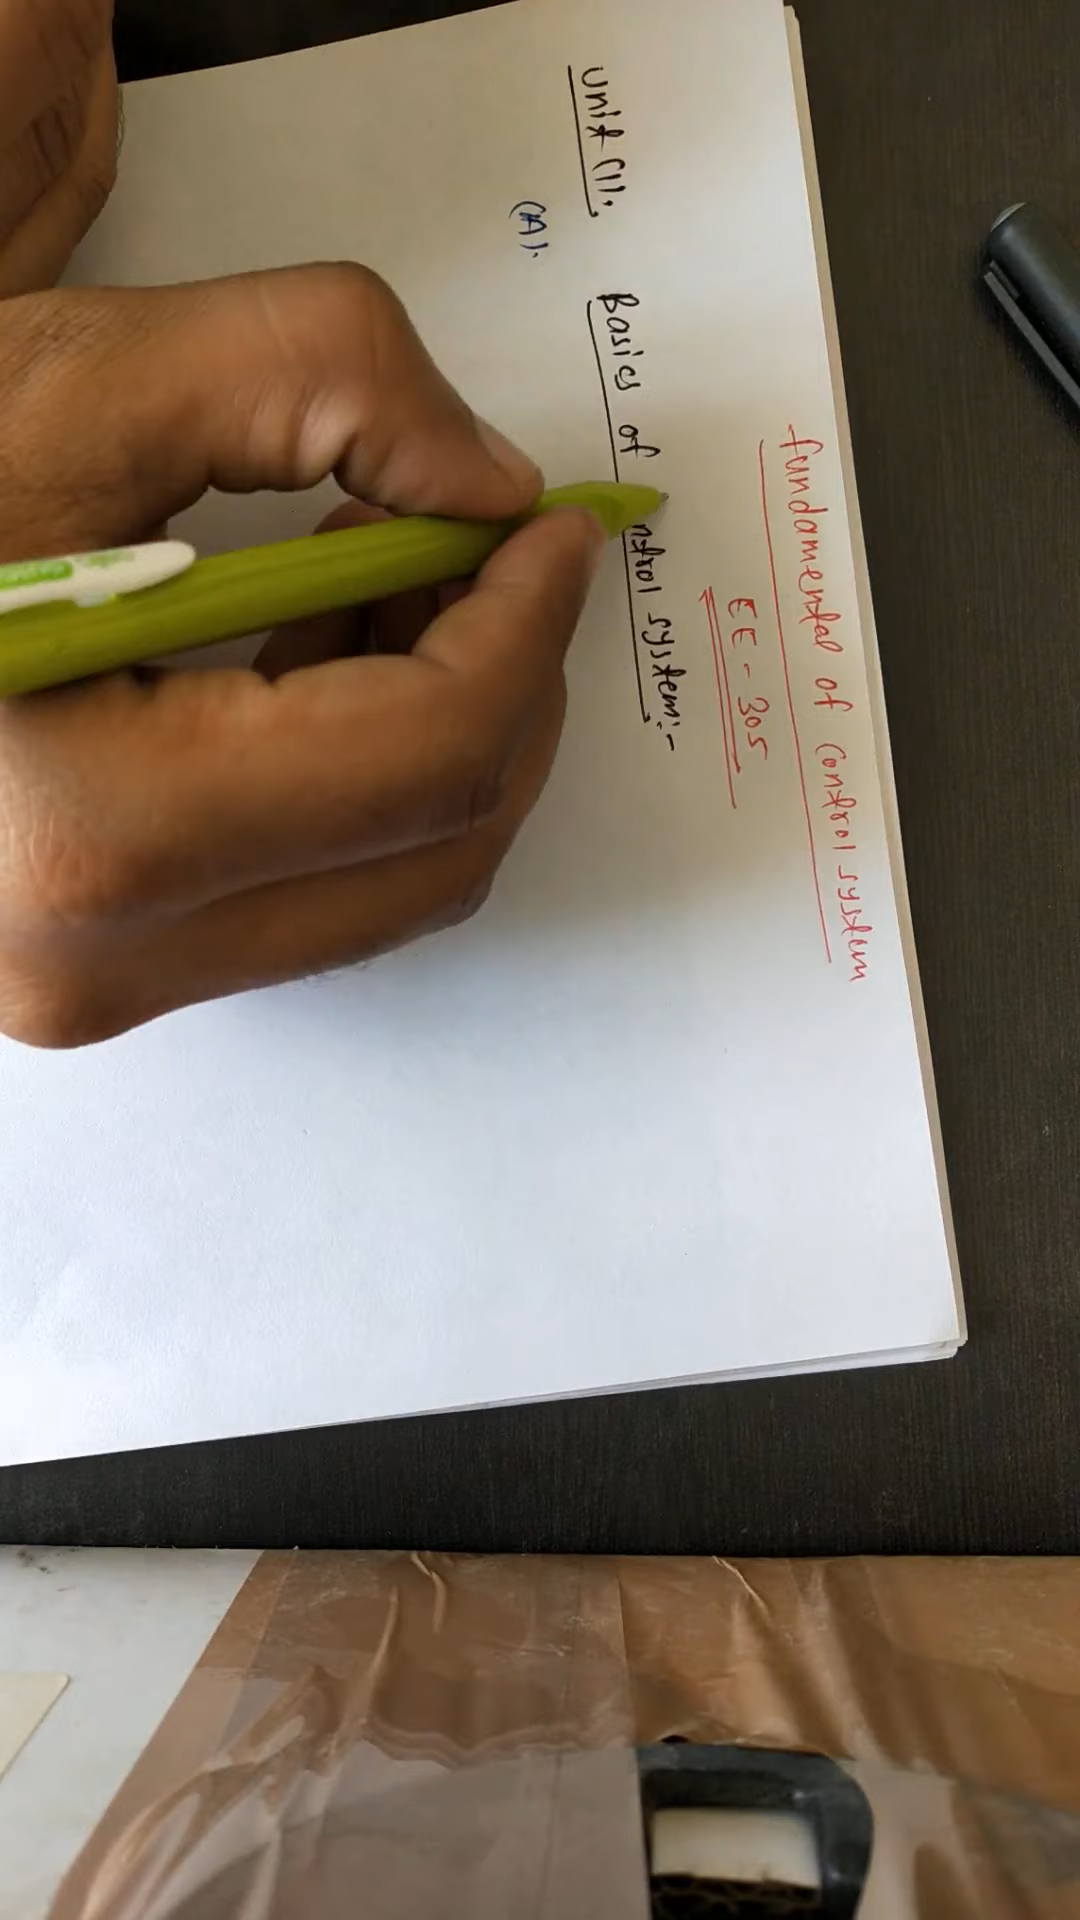 fundamental of control system
EE - 305
Unit (1). Basics of ntrol system:-
(A).